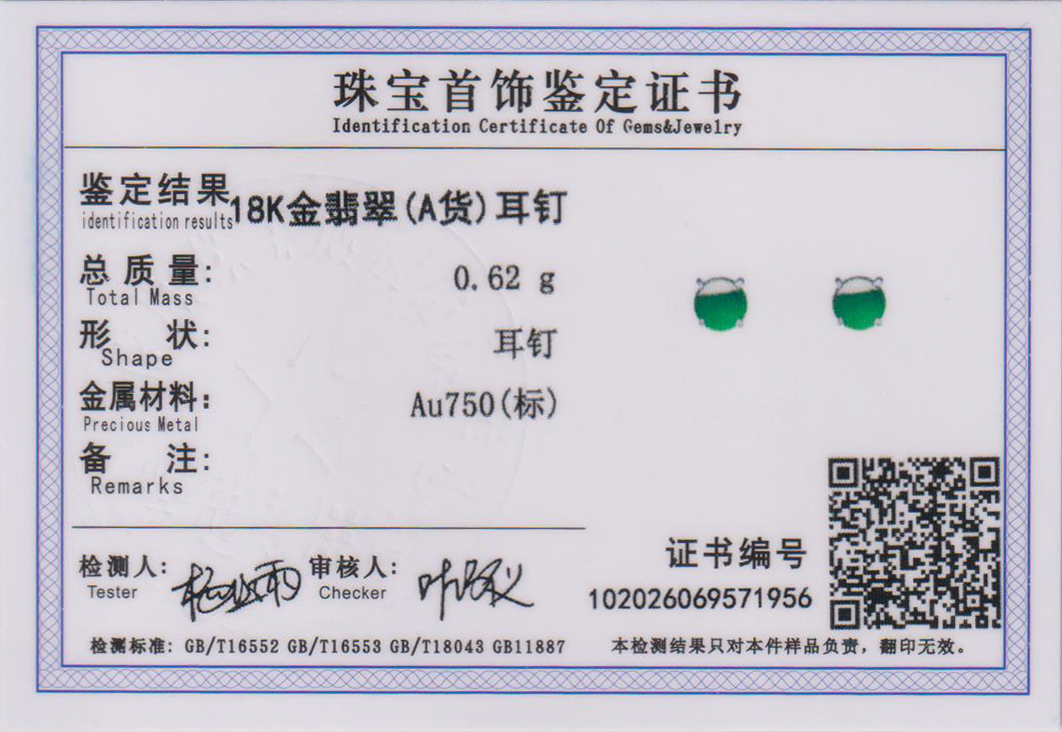 珠宝首饰鉴定证书
Identification Certificate Of Gems&Jewelry
鉴定结果 18K金翡翠(A货)耳钉
identification results
总质量: 0.62 g
Total Mass
形状: 耳钉
Shape
金属材料: Au750(标)
Precious Metal
备注:
Remarks
证书编号
102026069571956
检测人: 审核人:
Tester Checker
检测标准: GB/T16552 GB/T16553 GB/T18043 GB11887
本检测结果只对本件样品负责，翻印无效。